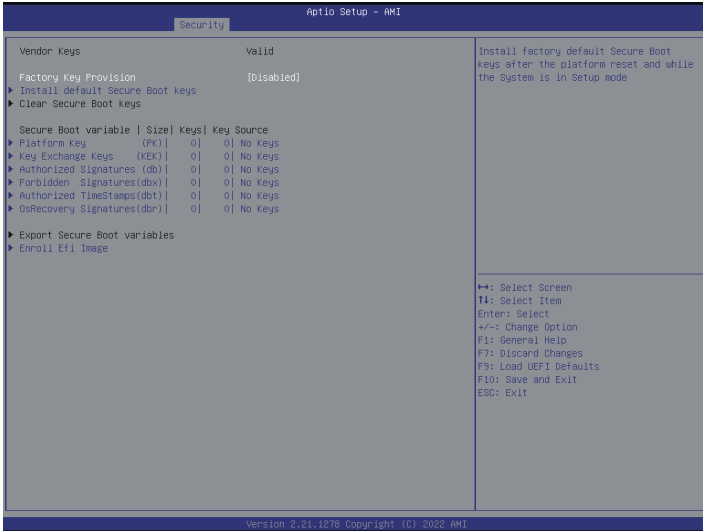 Aptio Setup - AMI
Security
Vendor Keys Valid
Factory Key Provision [Disabled]
Install default Secure Boot keys
Clear Secure Boot keys
Secure Boot variable | Size| Keys| Key Source
Platform Key (PK)| 0| 0| No Keys
Key Exchange Keys (KEK)| 0| 0| No Keys
Authorized Signatures (db)| 0| 0| No Keys
Forbidden Signatures(dbx)| 0| 0| No Keys
Authorized TimeStamps(dbt)| 0| 0| No Keys
OsRecovery Signatures(dbr)| 0| 0| No Keys
Export Secure Boot variables
Enroll Efi Image
Install factory default Secure Boot
keys after the platform reset and while
the System is in Setup mode
↔: Select Screen
↑↓: Select Item
Enter: Select
+/-: Change Option
F1: General Help
F7: Discard Changes
F9: Load UEFI Defaults
F10: Save and Exit
ESC: Exit
Version 2.21.1278 Copyright (C) 2022 AMI